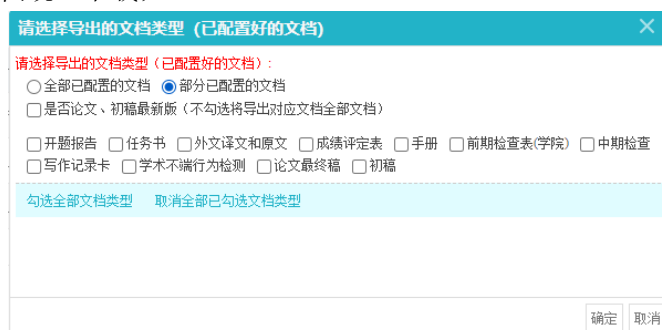 请选择导出的文档类型（已配置好的文档）
请选择导出的文档类型（已配置好的文档）:
全部已配置的文档 部分已配置的文档
是否论文、初稿最新版（不勾选将导出对应文档全部文档）
开题报告 任务书 外文译文和原文 成绩评定表 手册 前期检查表(学院) 中期检查
写作记录卡 学术不端行为检测 论文最终稿 初稿
勾选全部文档类型 取消全部已勾选文档类型
确定 取消